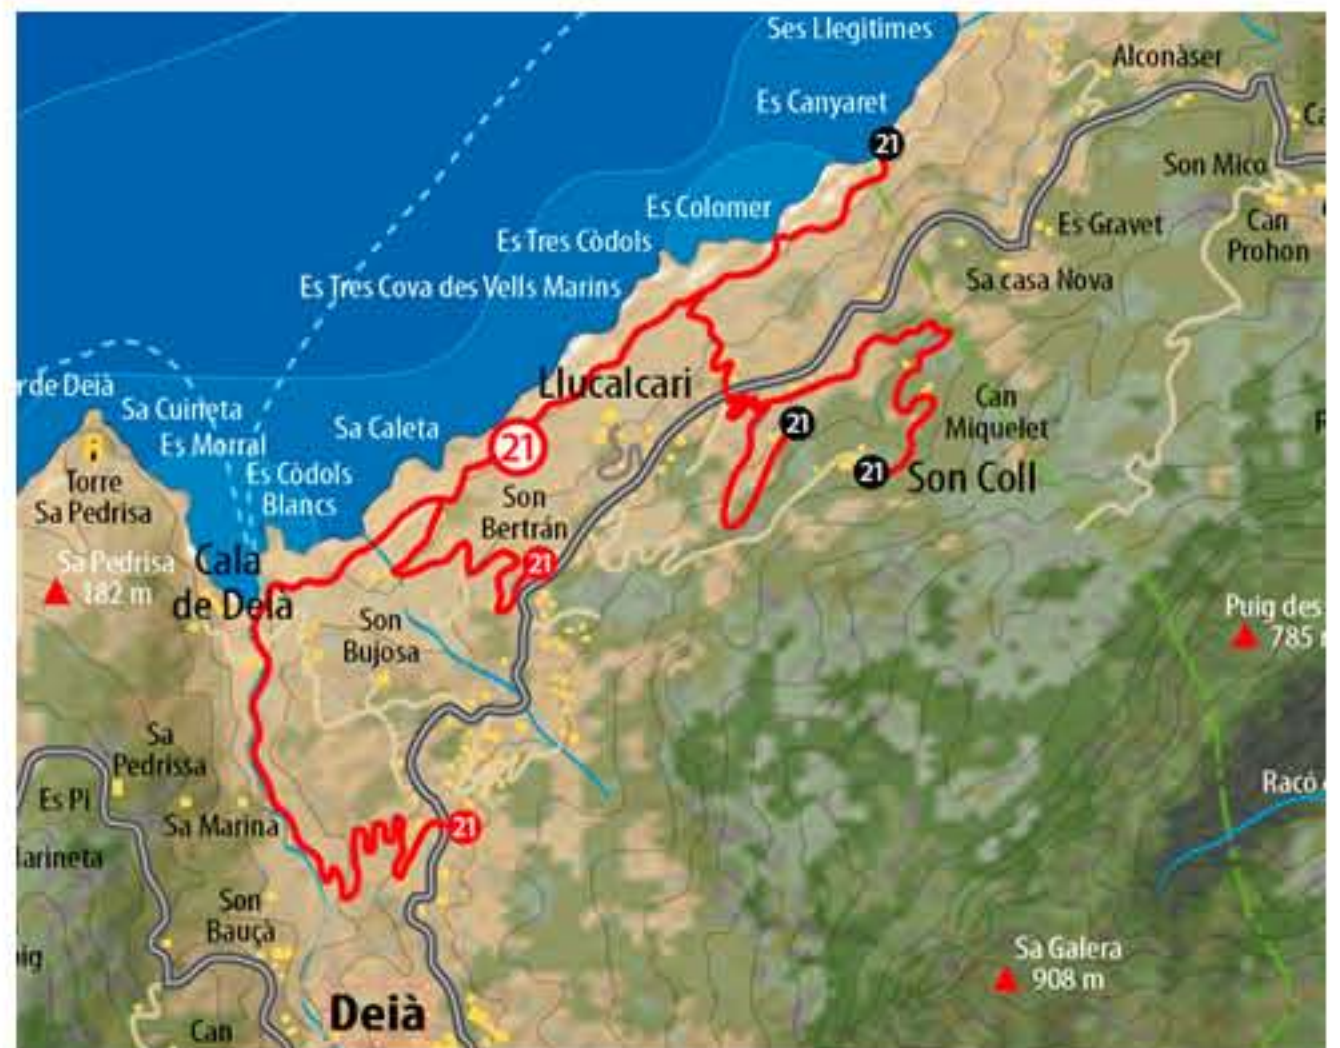 Ses Llegitimes
Alconàser
Es Canyaret
21
Son Mico
Es Colomer
Can
Prohon
Es Gravet
Es Tres Còdols
Sa casa Nova
Es Tres Cova des Vells Marins
Llucalcari
Sa Cuineta
Can
Miquelet
21
Sa Caleta
Es Morral
21
Es Còdols
Blancs
21
Son Coll
Torre
Sa Pedrisa
Son
Bertrán
Sa Pedrisa
182 m
Cala
de Deià
21
Puig des
785
Son
Bujosa
Sa
Pedrissa
Racó
Es Pi
Sa Marina
21
Son
Bauçà
Sa Galera
908 m
Deià
Can